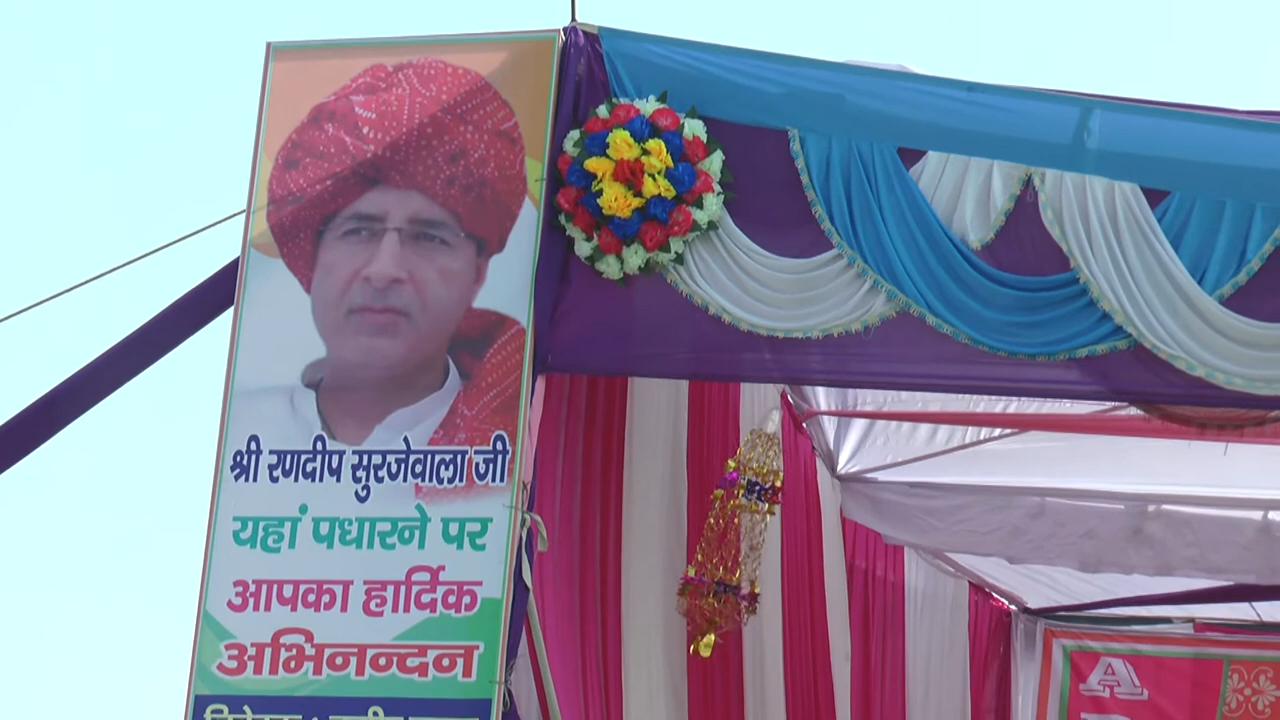 श्री रणदीप सुरजेवाला जी
यहां पधारने पर
आपका हार्दिक
अभिनन्दन
A